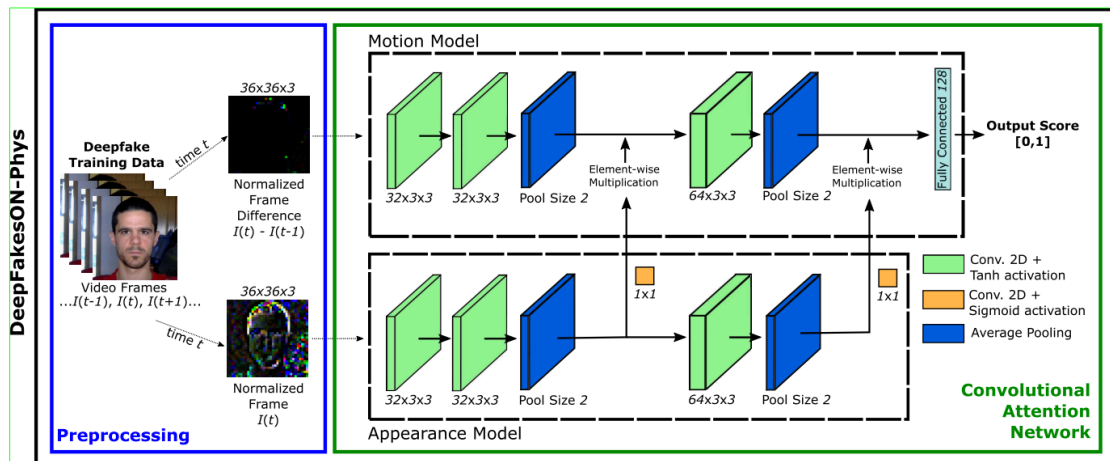 DeepFakesON-Phys
Deepfake
Training Data
Video Frames
...I(t-1), I(t), I(t+1)...
time t
time t
36x36x3
Normalized
Frame
Difference
I(t) - I(t-1)
36x36x3
Normalized
Frame
I(t)
Preprocessing
Motion Model
32x3x3
32x3x3
Pool Size 2
Element-wise
Multiplication
64x3x3
Pool Size 2
Element-wise
Multiplication
Fully Connected 128
Output Score
[0,1]
1x1
1x1
32x3x3
32x3x3
Pool Size 2
64x3x3
Pool Size 2
Appearance Model
Conv. 2D +
Tanh activation
Conv. 2D +
Sigmoid activation
Average Pooling
Convolutional
Attention
Network